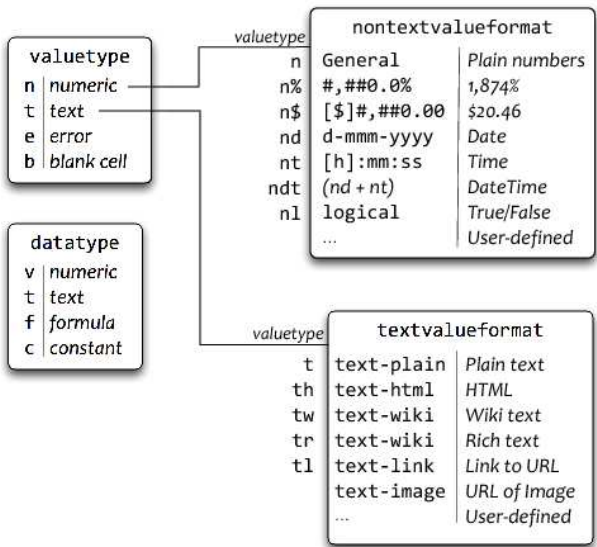 valuetype
n numeric
t text
e error
b blank cell
datatype
v numeric
t text
f formula
c constant
valuetype
nontextvalueformat
n General Plain numbers
n% #,##0.0% 1,874%
n$ [$]#,##0.00 $20.46
nd d-mmm-yyyy Date
nt [h]:mm:ss Time
ndt (nd + nt) DateTime
nl logical True/False
... User-defined
valuetype
textvalueformat
t text-plain Plain text
th text-html HTML
tw text-wiki Wiki text
tr text-wiki Rich text
tl text-link Link to URL
text-image URL of Image
... User-defined